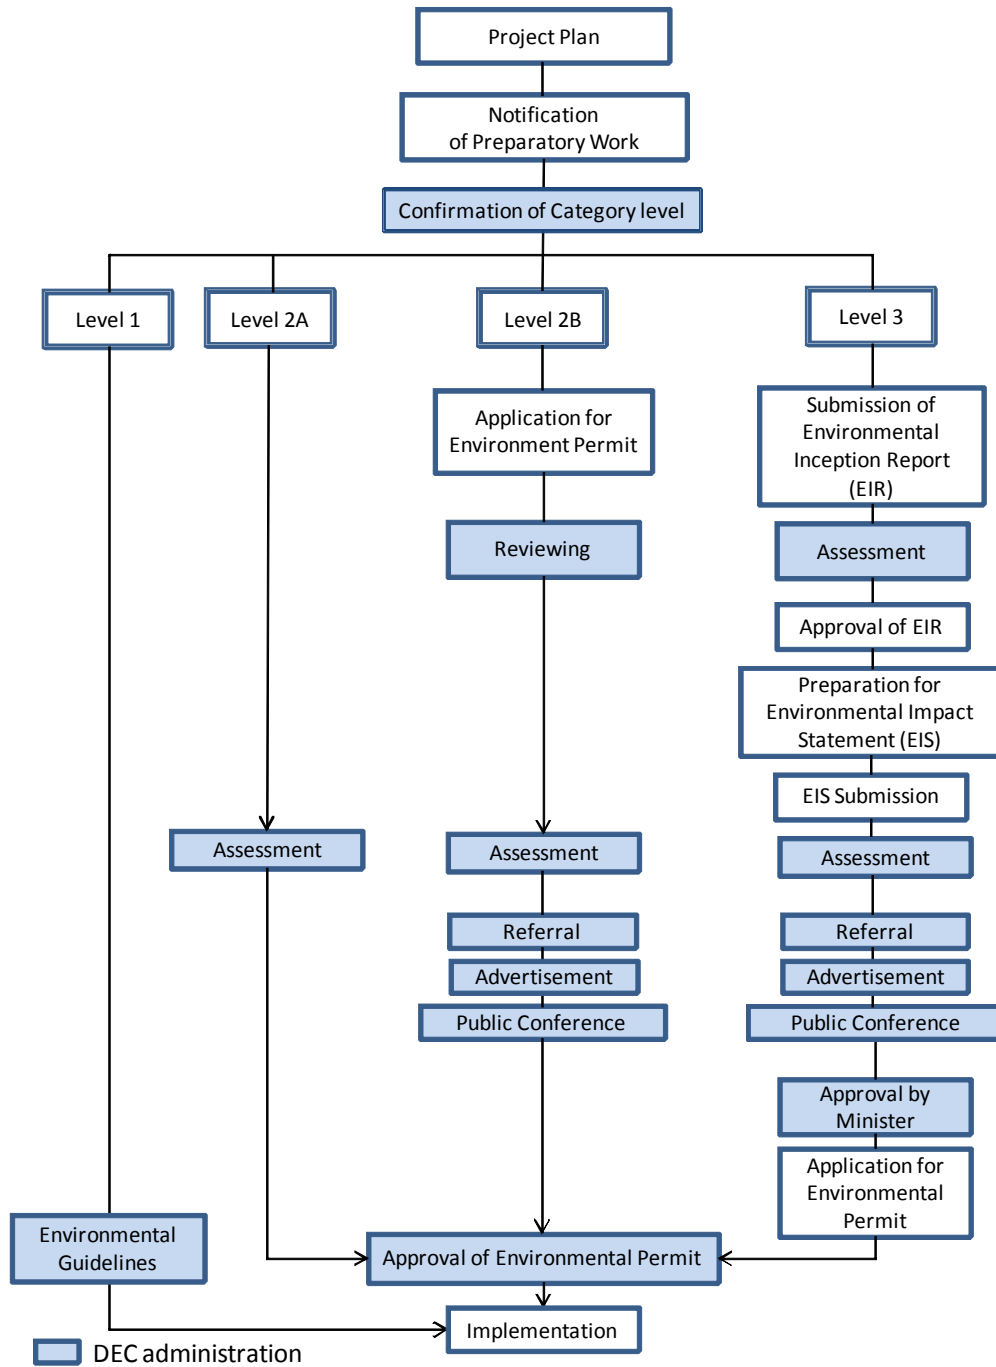 Project Plan
Notification
of Preparatory Work
Confirmation of Category level
Level 1
Level 2A
Level 2B
Level 3
Application for
Environment Permit
Reviewing
Submission of
Environmental
Inception Report
(EIR)
Assessment
Approval of EIR
Preparation for
Environmental Impact
Statement (EIS)
EIS Submission
Assessment
Assessment
Assessment
Referral
Referral
Advertisement
Advertisement
Public Conference
Public Conference
Approval by
Minister
Application for
Environmental
Permit
Environmental
Guidelines
Approval of Environmental Permit
Implementation
DEC administration